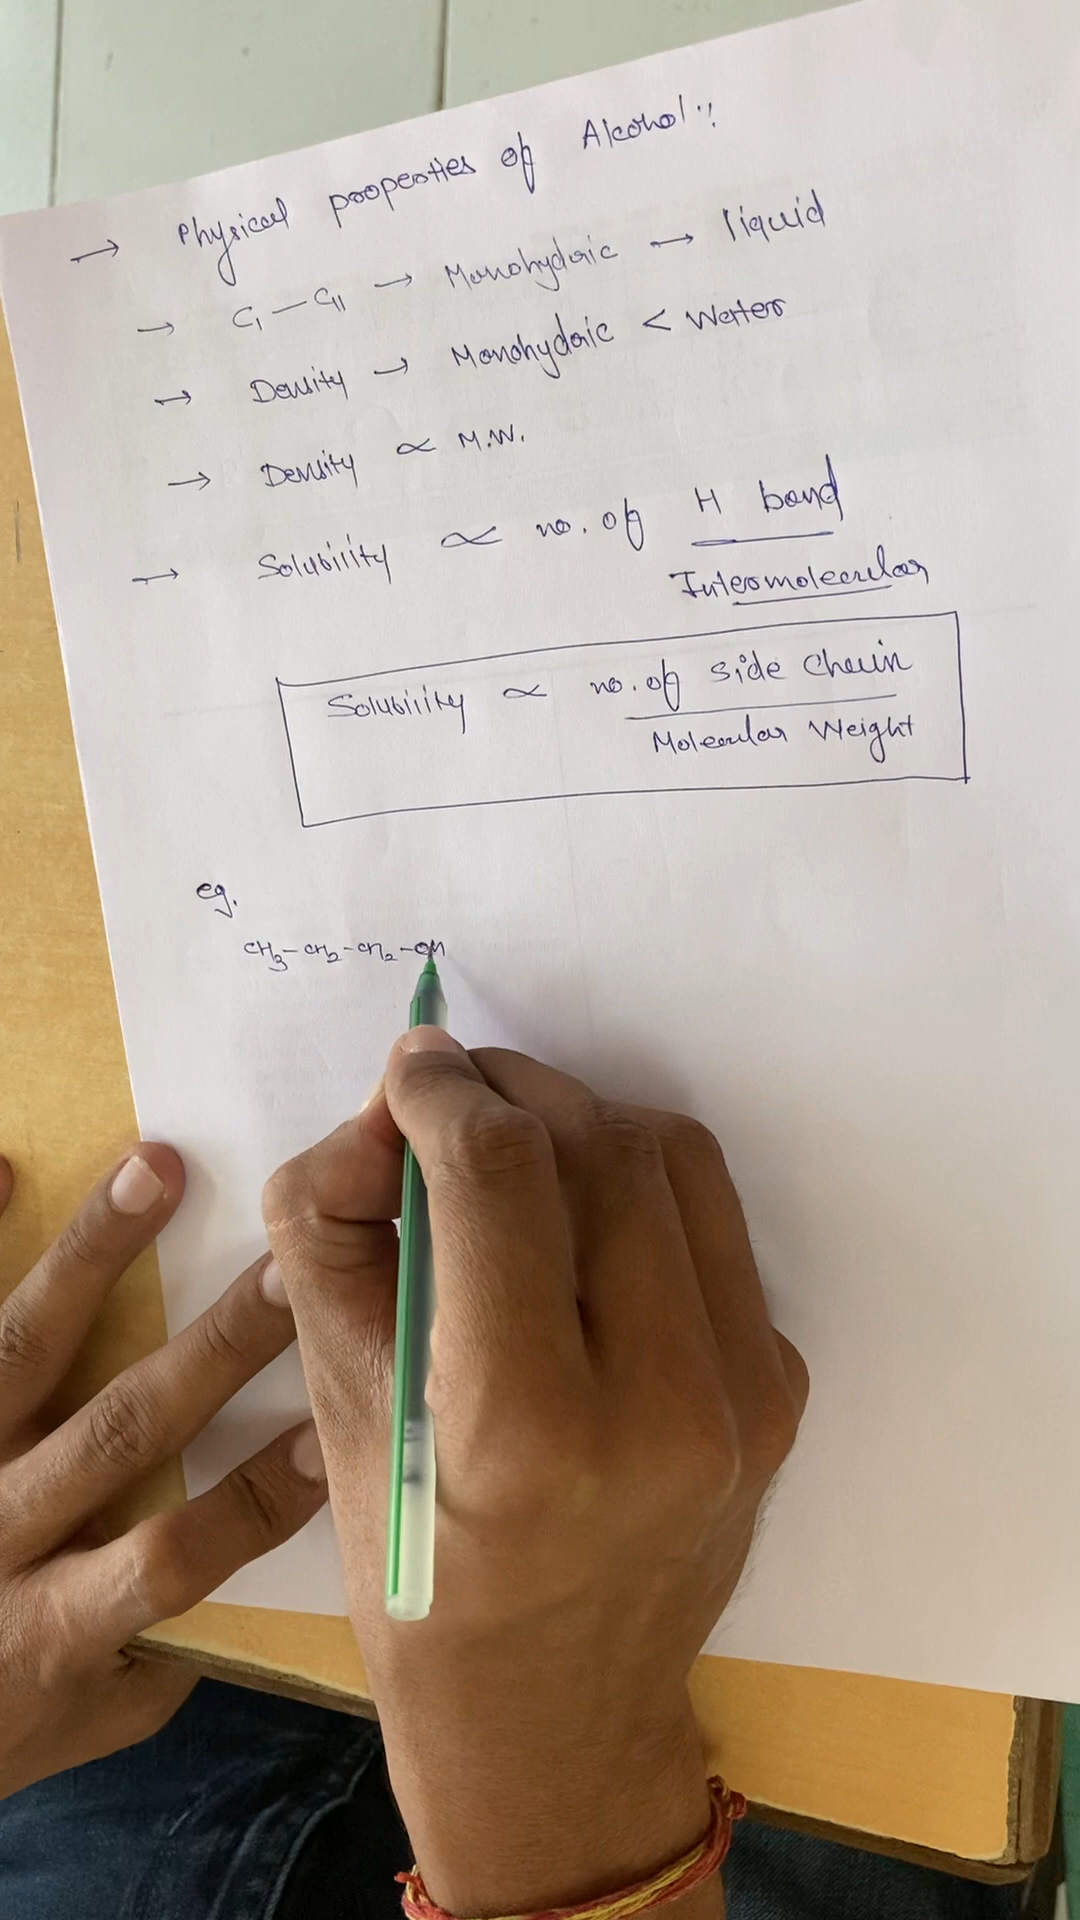 → Physical properties of Alcohol :
→ C1 — C11 → Monohydric → liquid
→ Density → Monohydric < Water
→ Density ∝ M.W.
→ Solubility ∝ no. of H bond
Intermolecular
Solubility ∝ no. of side chain
Molecular Weight
eg.
CH3-CH2-CH2-OH